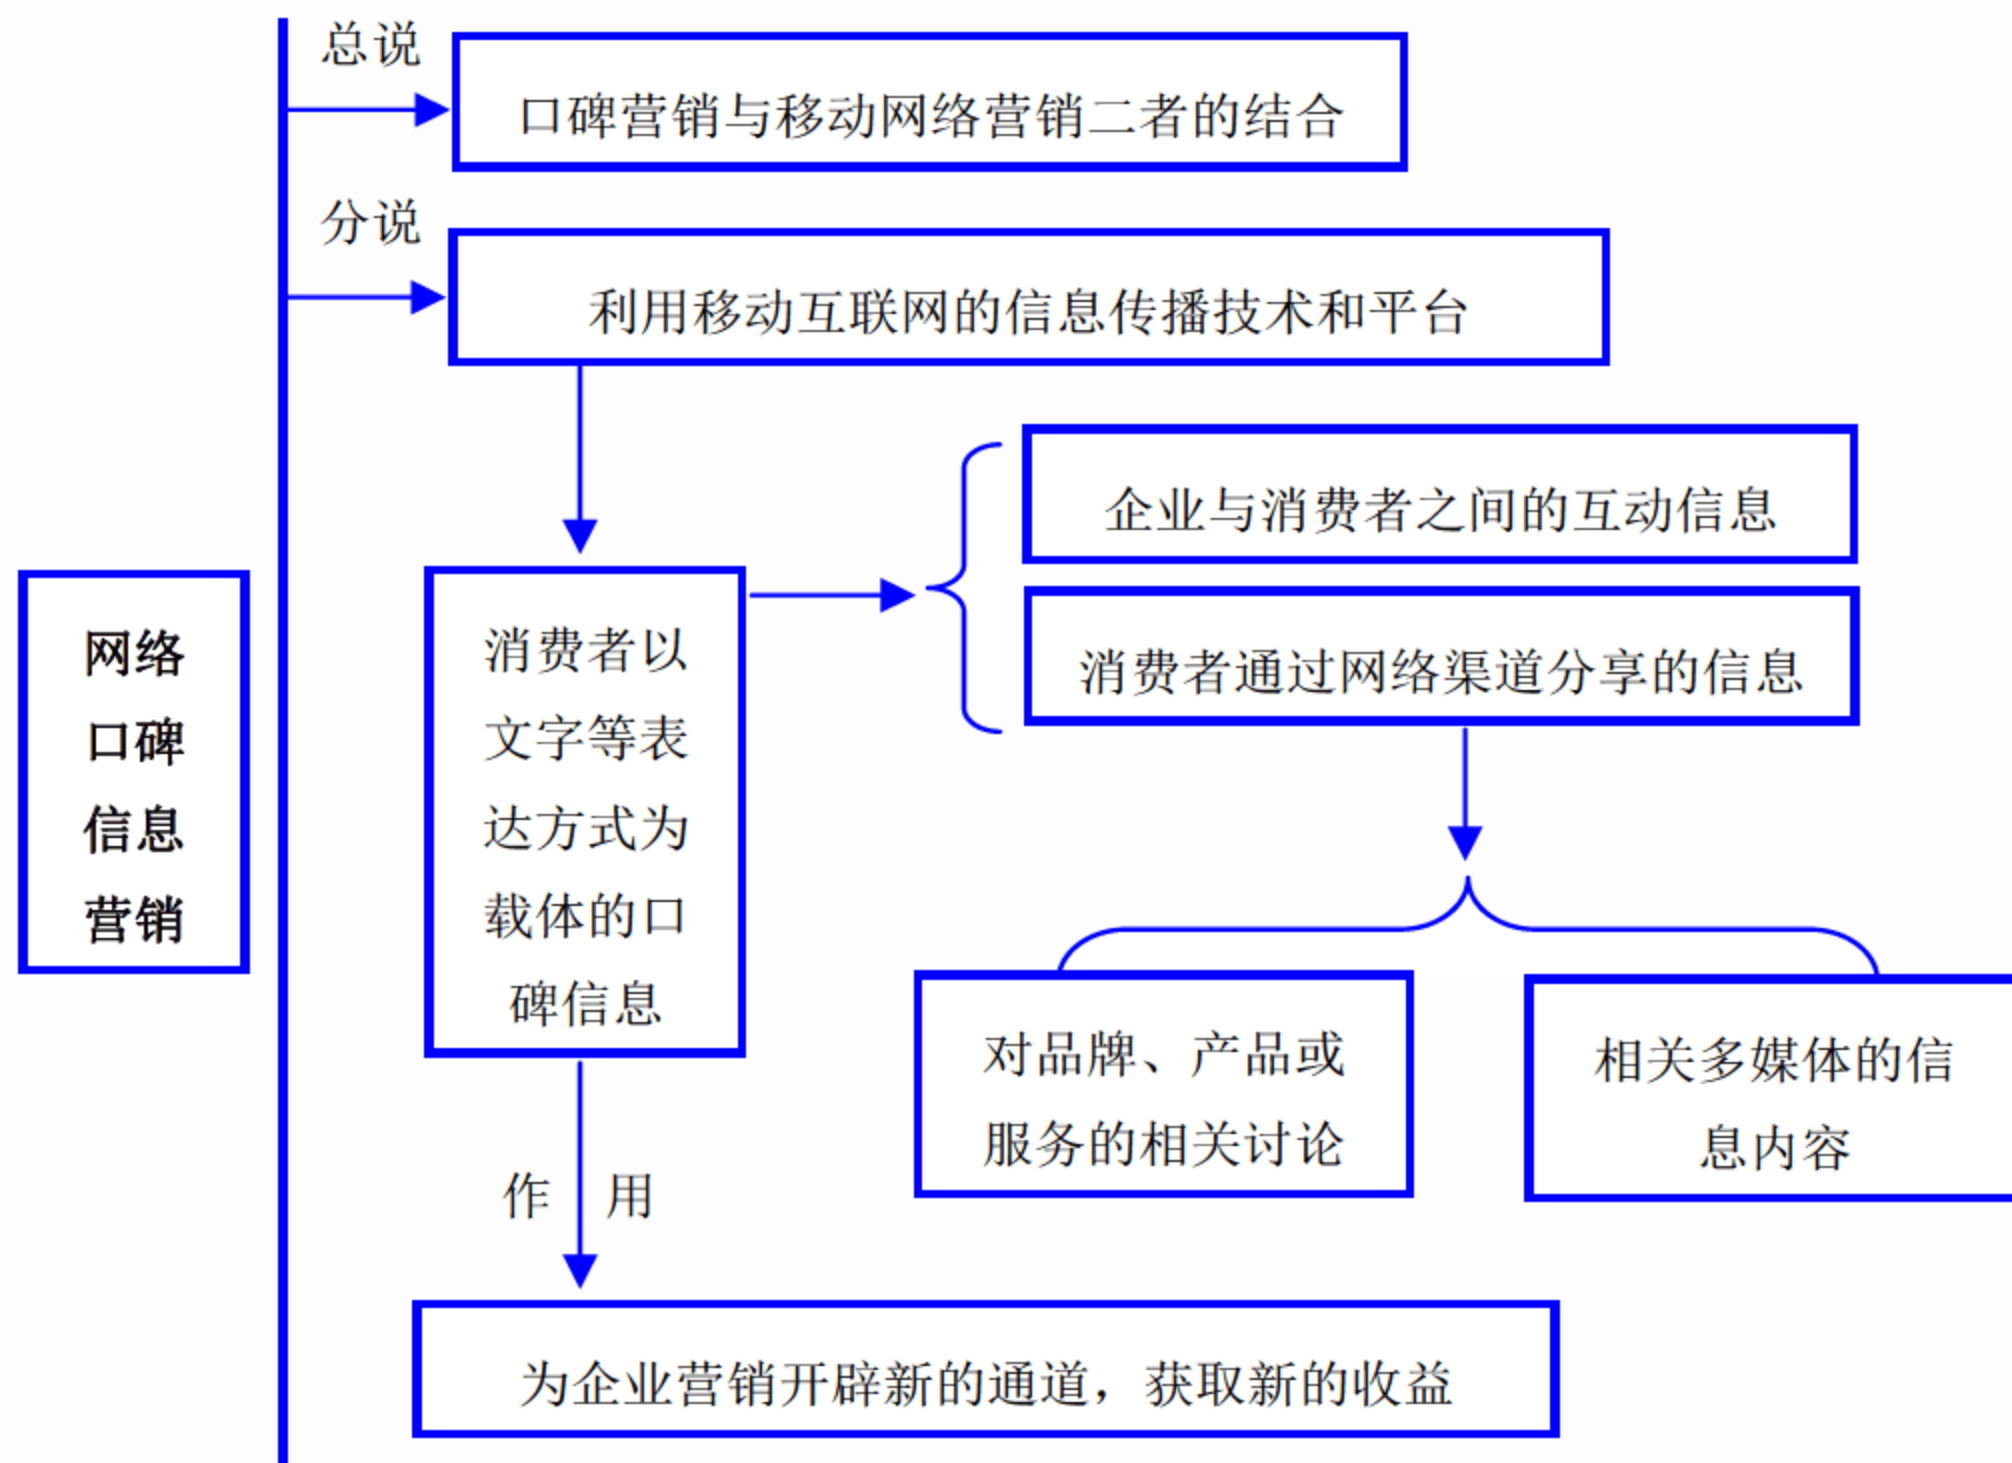 总说
口碑营销与移动网络营销二者的结合
分说
利用移动互联网的信息传播技术和平台
企业与消费者之间的互动信息
消费者通过网络渠道分享的信息
网络
口碑
信息
营销
消费者以
文字等表
达方式为
载体的口
碑信息
对品牌、产品或
服务的相关讨论
相关多媒体的信
息内容
作 用
为企业营销开辟新的通道，获取新的收益